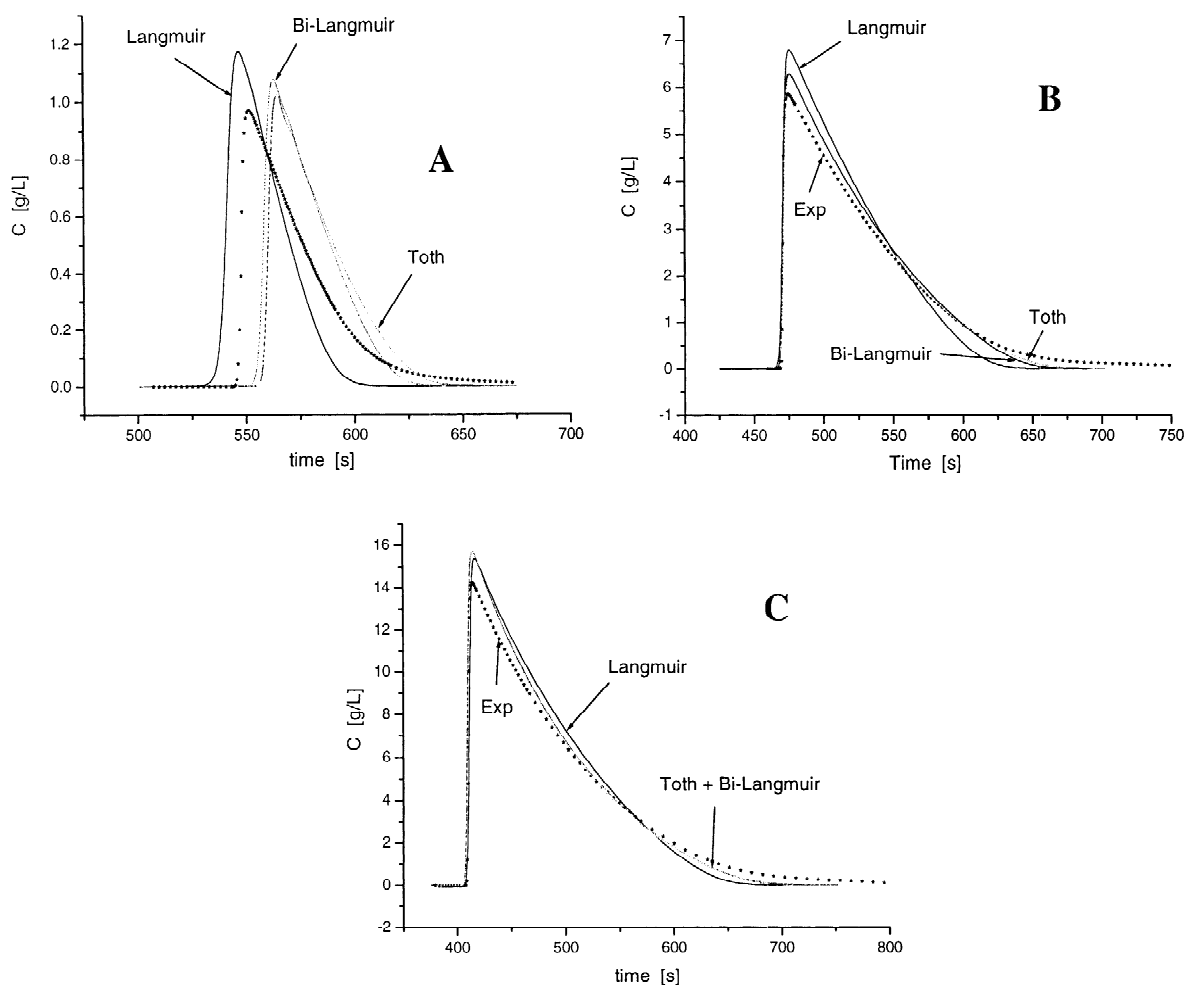 Langmuir
Bi-Langmuir
A
Toth
C [g/L]
1.2
1.0
0.8
0.6
0.4
0.2
0.0
500 550 600 650 700
time [s]
Langmuir
B
Exp
Toth
Bi-Langmuir
C [g/L]
7
6
5
4
3
2
1
0
-1
400 450 500 550 600 650 700 750
Time [s]
C
Langmuir
Exp
Toth + Bi-Langmuir
C [g/L]
16
14
12
10
8
6
4
2
0
-2
400 500 600 700 800
time [s]